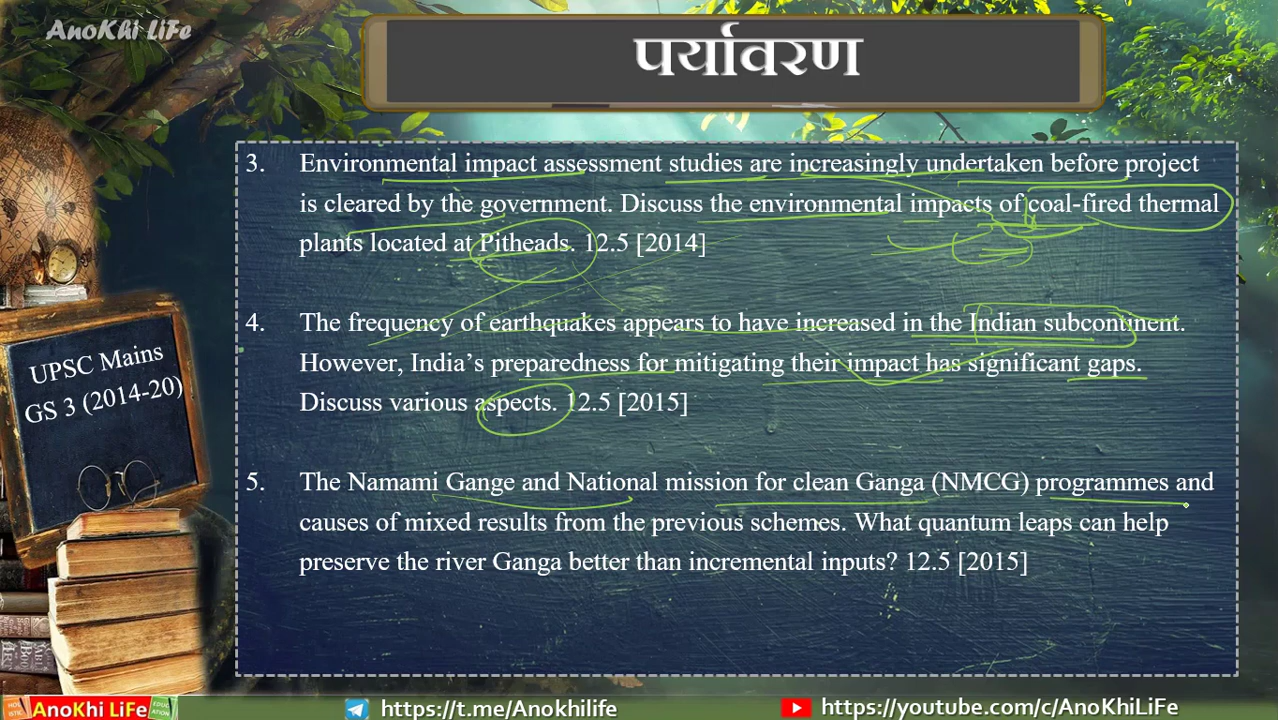 AnoKhi LiFe
पर्यावरण
3. Environmental impact assessment studies are increasingly undertaken before project
is cleared by the government. Discuss the environmental impacts of coal-fired thermal
plants located at Pitheads. 12.5 [2014]
4. The frequency of earthquakes appears to have increased in the Indian subcontinent.
However, India's preparedness for mitigating their impact has significant gaps.
Discuss various aspects. 12.5 [2015]
5. The Namami Gange and National mission for clean Ganga (NMCG) programmes and
causes of mixed results from the previous schemes. What quantum leaps can help
preserve the river Ganga better than incremental inputs? 12.5 [2015]
UPSC Mains
GS 3 (2014-20)
AnoKhi LiFe
https://t.me/Anokhilife
https://youtube.com/c/AnoKhiLiFe